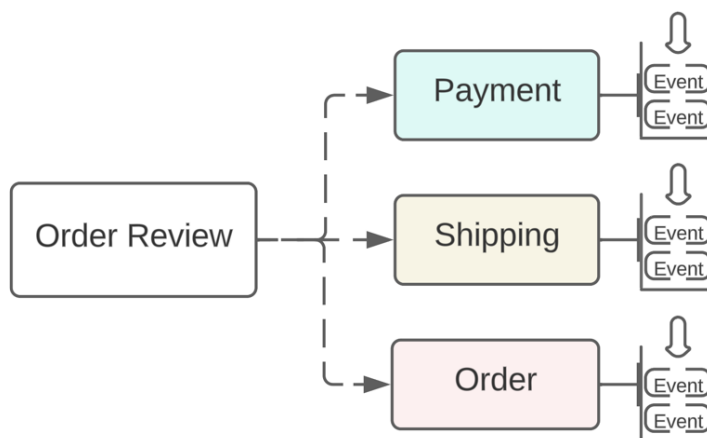 Payment
Event
Event
Order Review
Shipping
Event
Event
Order
Event
Event